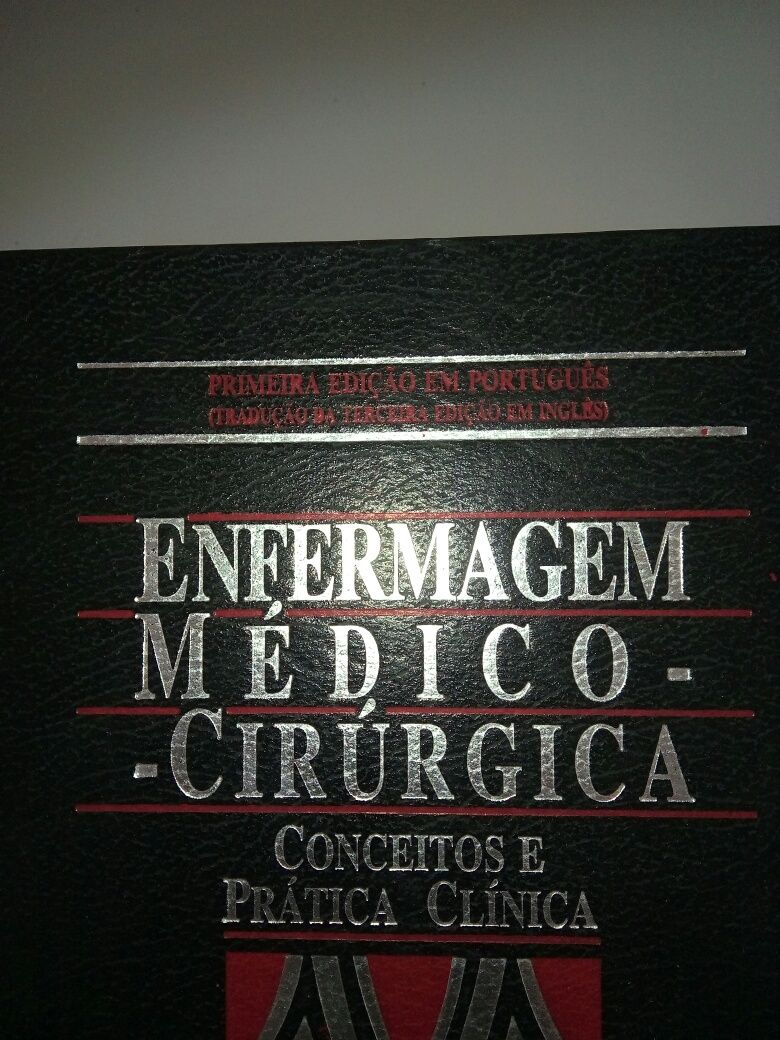 PRIMEIRA EDIÇÃO EM PORTUGUÊS
(TRADUÇÃO DA TERCEIRA EDIÇÃO EM INGLÊS)
ENFERMAGEM
MÉDICO-
-CIRÚRGICA
CONCEITOS E
PRÁTICA CLÍNICA